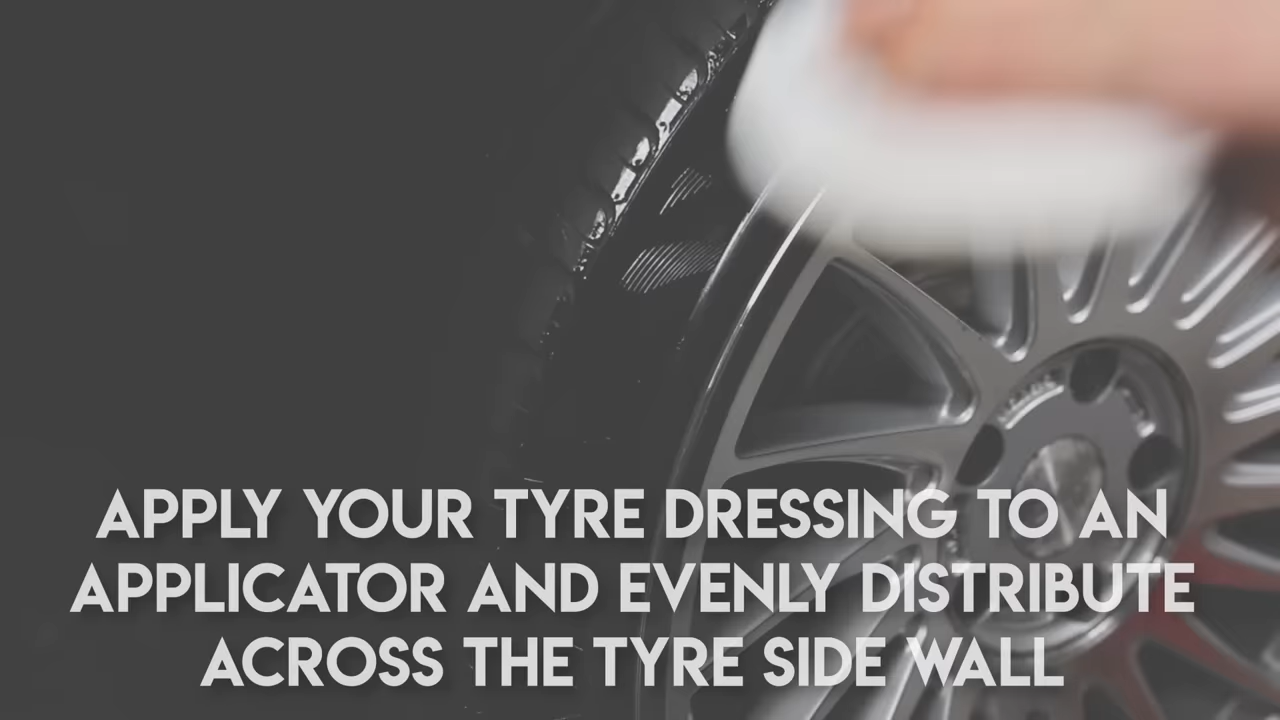 APPLY YOUR TYRE DRESSING TO AN
APPLICATOR AND EVENLY DISTRIBUTE
ACROSS THE TYRE SIDE WALL